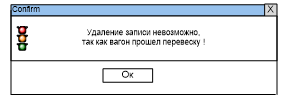 Confirm X
Удаление записи невозможно,
так как вагон прошел перевеску !
Ок